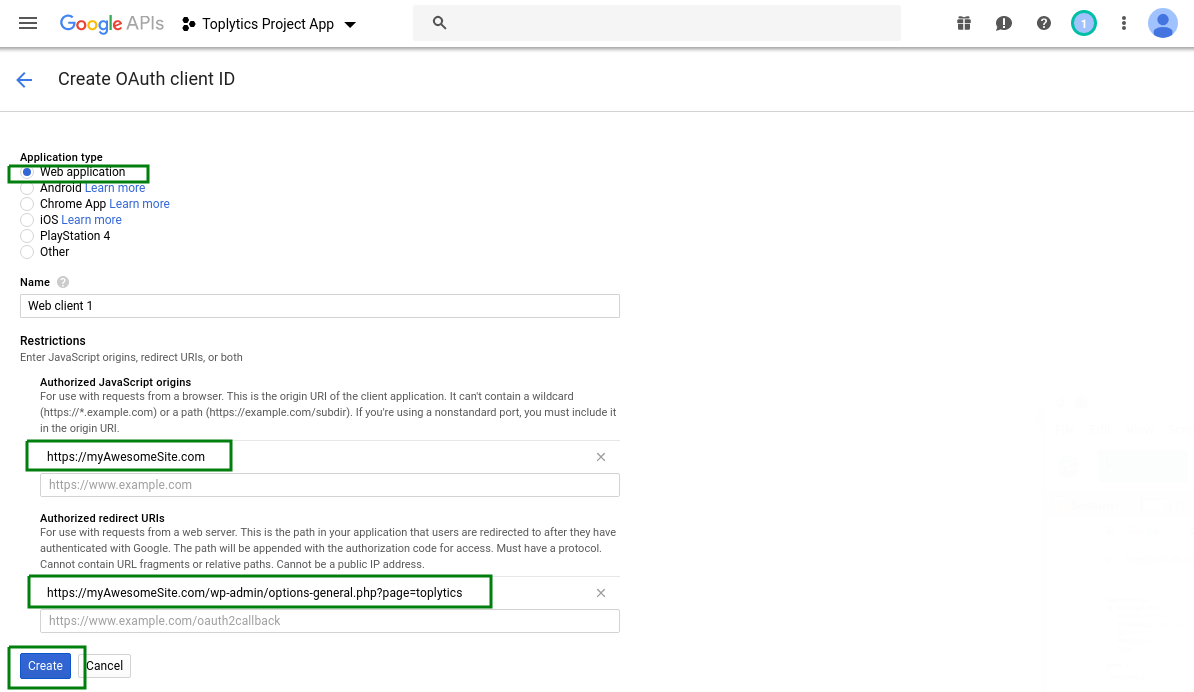 Google APIs Toplytics Project App 1
Create OAuth client ID
Application type
Web application
Android Learn more
Chrome App Learn more
iOS Learn more
PlayStation 4
Other
Name ?
Web client 1
Restrictions
Enter JavaScript origins, redirect URIs, or both
Authorized JavaScript origins
For use with requests from a browser. This is the origin URI of the client application. It can't contain a wildcard
(https://*.example.com) or a path (https://example.com/subdir). If you're using a nonstandard port, you must include it
in the origin URI.
https://myAwesomeSite.com
https://www.example.com
Authorized redirect URIs
For use with requests from a web server. This is the path in your application that users are redirected to after they have
authenticated with Google. The path will be appended with the authorization code for access. Must have a protocol.
Cannot contain URL fragments or relative paths. Cannot be a public IP address.
https://myAwesomeSite.com/wp-admin/options-general.php?page=toplytics
https://www.example.com/oauth2callback
Create Cancel